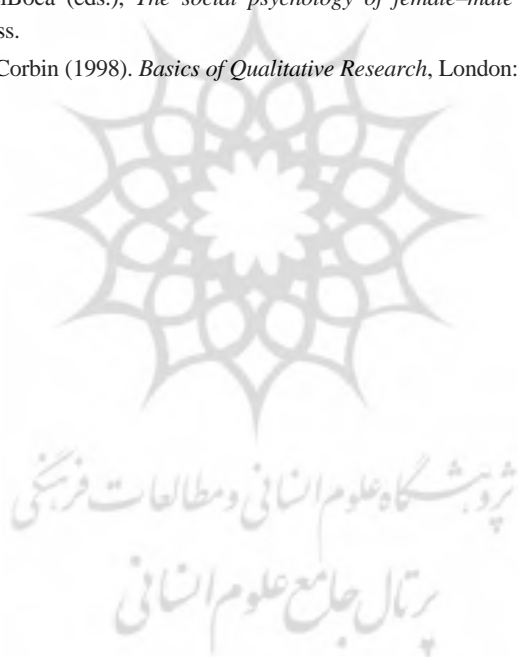 Boca (eds.), The social psychology of female–male
ss.
Corbin (1998). Basics of Qualitative Research, London:
پژوهشگاه علوم انسانی و مطالعات فرهنگی
پرتال جامع علوم انسانی